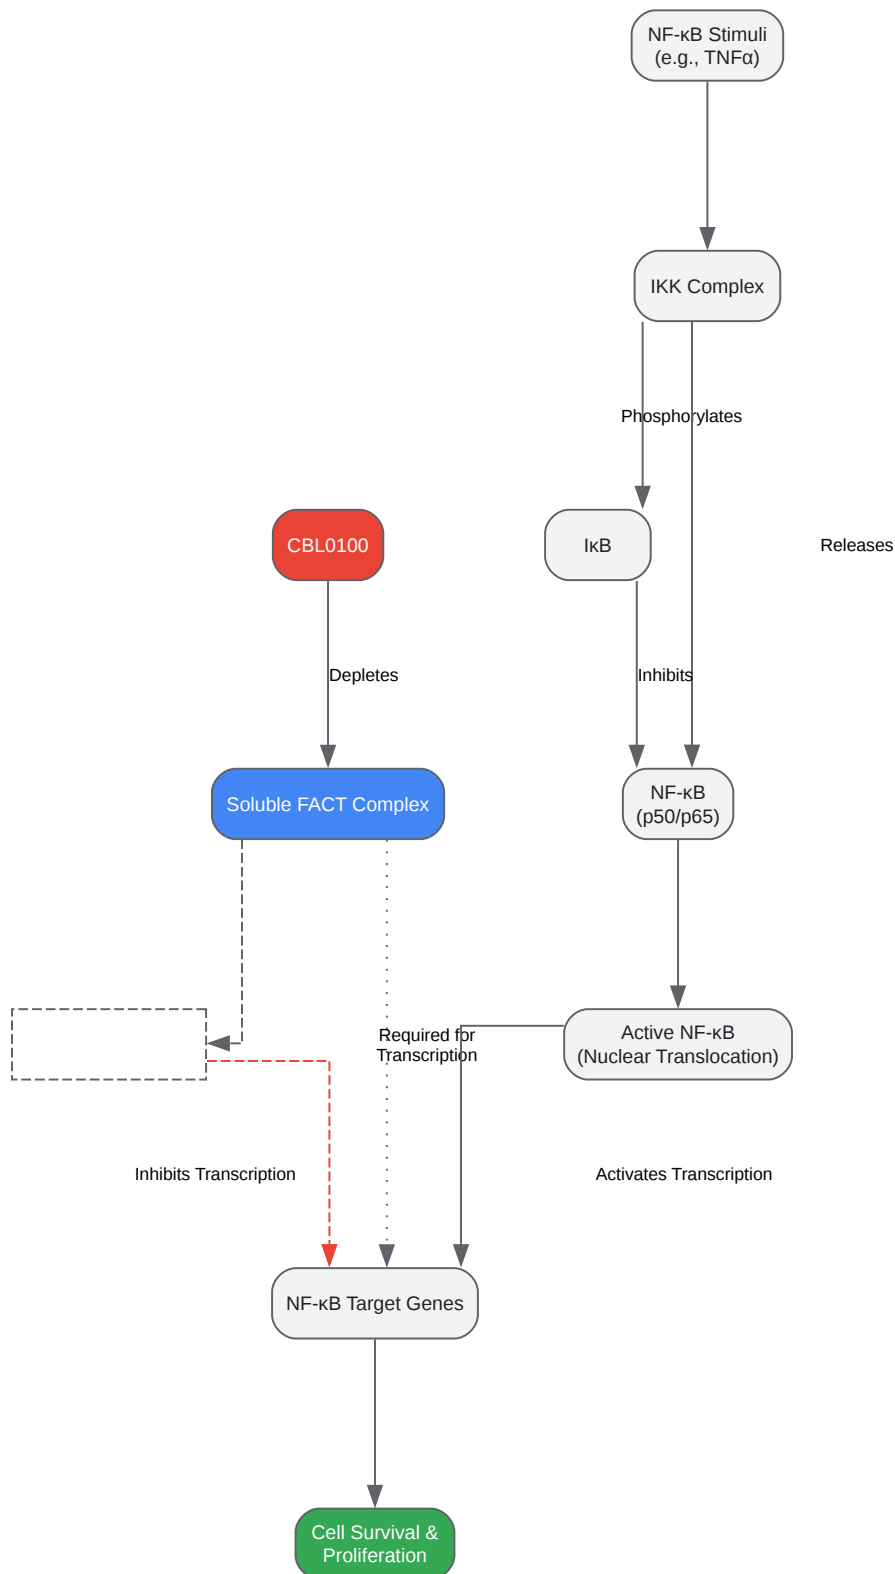 NF-κB Stimuli
(e.g., TNFα)
IKK Complex
Phosphorylates
CBL0100
IκB
Releases
Depletes
Inhibits
Soluble FACT Complex
NF-κB
(p50/p65)
Required for
Transcription
Active NF-κB
(Nuclear Translocation)
Inhibits Transcription
Activates Transcription
NF-κB Target Genes
Cell Survival &
Proliferation